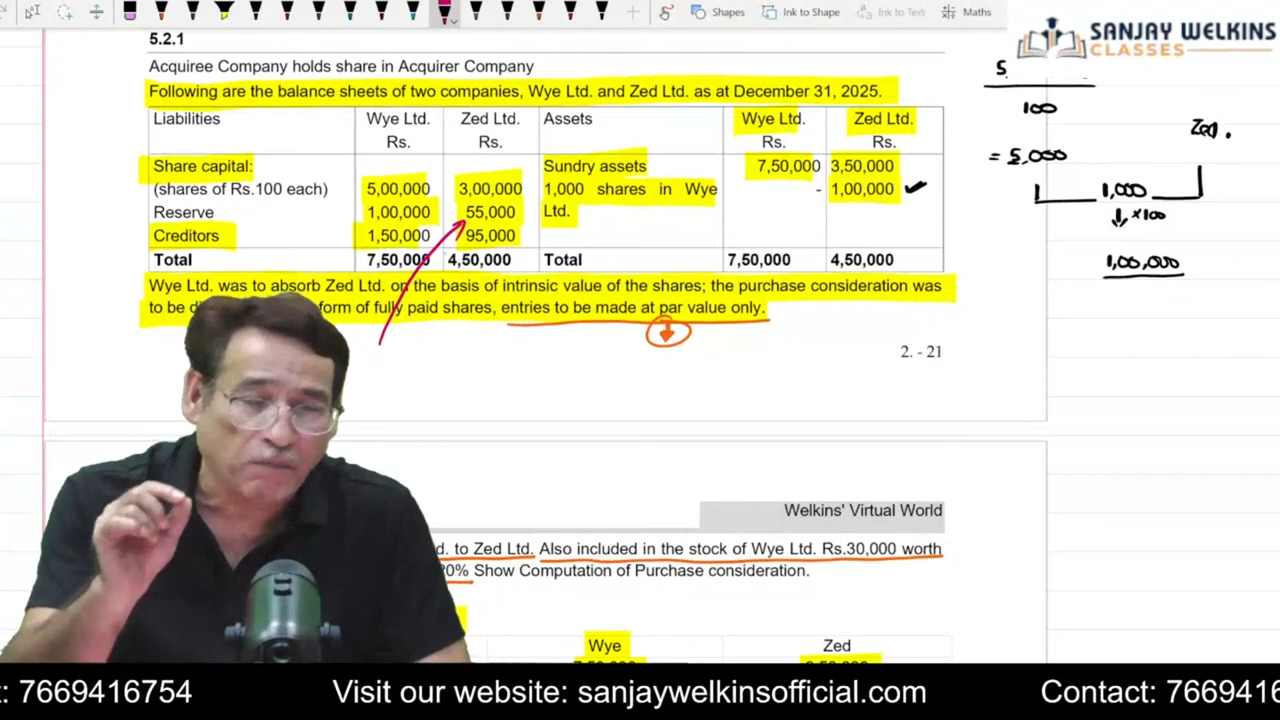 Shapes
Ink to Shape
Ink to Text
Maths
SANJAY WELKINS
CLASSES
5.2.1
Acquiree Company holds share in Acquirer Company
Following are the balance sheets of two companies, Wye Ltd. and Zed Ltd. as at December 31, 2025.
Liabilities Wye Ltd. Zed Ltd. Assets Wye Ltd. Zed Ltd.
Rs. Rs. Rs. Rs.
Share capital: Sundry assets 7,50,000 3,50,000
(shares of Rs.100 each) 5,00,000 3,00,000 1,000 shares in Wye - 1,00,000
Reserve 1,00,000 55,000 Ltd.
Creditors 1,50,000 95,000
Total 7,50,000 4,50,000 Total 7,50,000 4,50,000
Wye Ltd. was to absorb Zed Ltd. on the basis of intrinsic value of the shares; the purchase consideration was
to be form of fully paid shares, entries to be made at par value only.
2. - 21
100
= 5,000
Zed.
1,000
×100
1,00,000
Welkins' Virtual World
d. to Zed Ltd. Also included in the stock of Wye Ltd. Rs.30,000 worth
Show Computation of Purchase consideration.
Wye Zed
: 7669416754 Visit our website: sanjaywelkinsofficial.com Contact: 766941